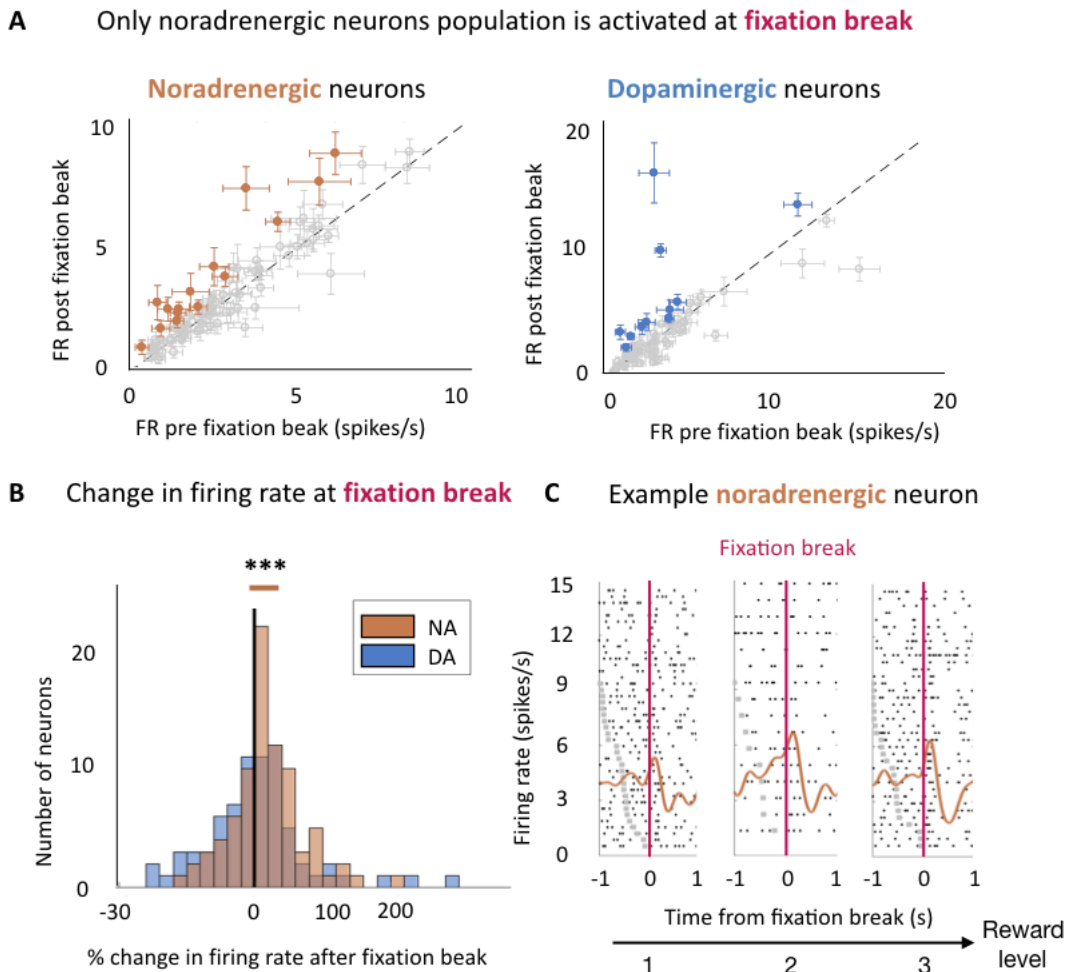 A Only noradrenergic neurons population is activated at fixation break
Noradrenergic neurons
10
5
0
FR post fixation beak
0 5 10
FR pre fixation beak (spikes/s)
Dopaminergic neurons
20
10
0
FR post fixation beak
0 10 20
FR pre fixation beak (spikes/s)
B Change in firing rate at fixation break
***
NA
DA
20
10
0
Number of neurons
-30 0 100 200
% change in firing rate after fixation beak
C Example noradrenergic neuron
Fixation break
15
12
9
6
3
0
Firing rate (spikes/s)
-1 0 1 -1 0 1 -1 0 1
Time from fixation break (s)
Reward
level
1 2 3